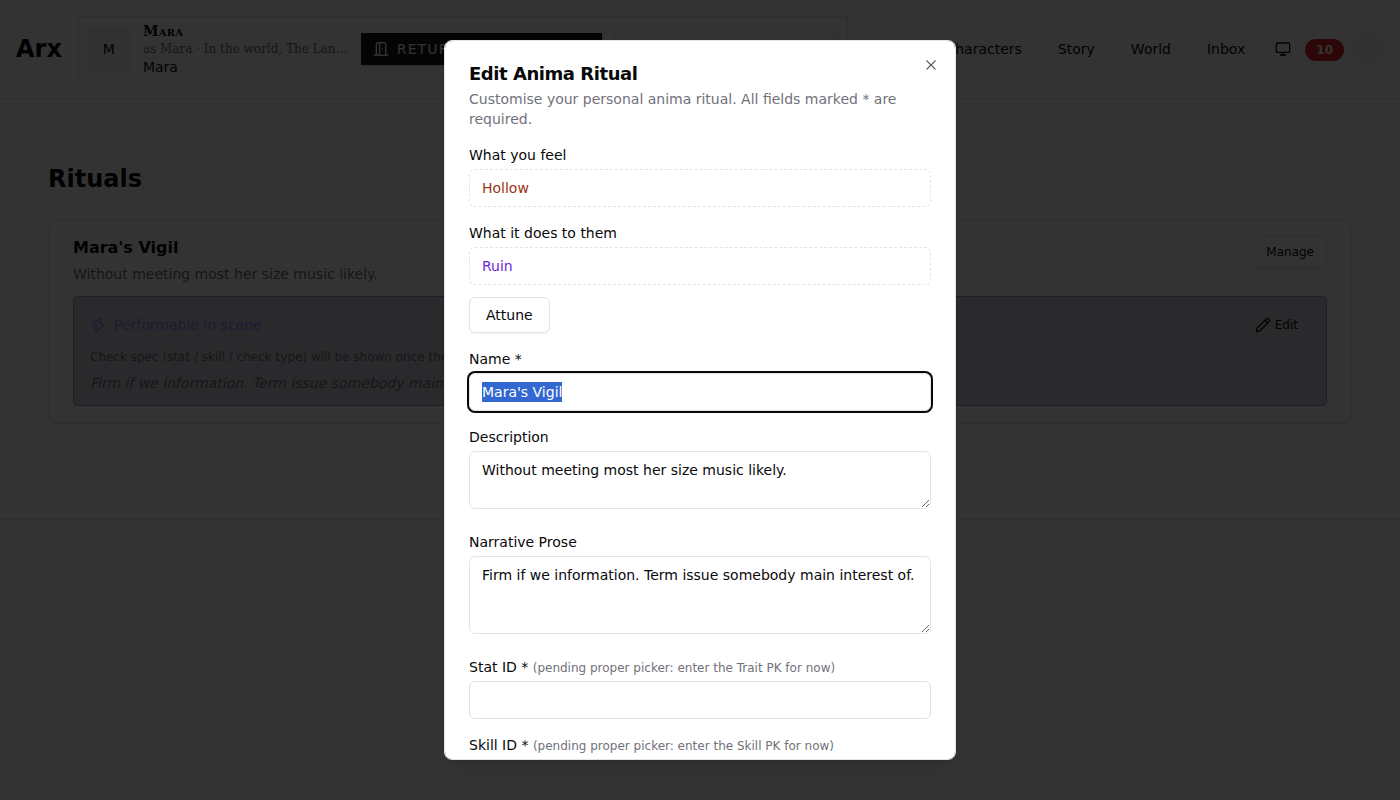 Arx
M
Mara
as Mara · In the world, The Lan...
Mara
RETUR
haracters
Story
World
Inbox
10
Rituals
Mara's Vigil
Without meeting most her size music likely.
Manage
Performable in scene
Edit
Check spec (stat / skill / check type) will be shown once the
Firm if we information. Term issue somebody main
Edit Anima Ritual
Customise your personal anima ritual. All fields marked * are
required.
What you feel
Hollow
What it does to them
Ruin
Attune
Name *
Mara's Vigil
Description
Without meeting most her size music likely.
Narrative Prose
Firm if we information. Term issue somebody main interest of.
Stat ID * (pending proper picker: enter the Trait PK for now)
Skill ID * (pending proper picker: enter the Skill PK for now)